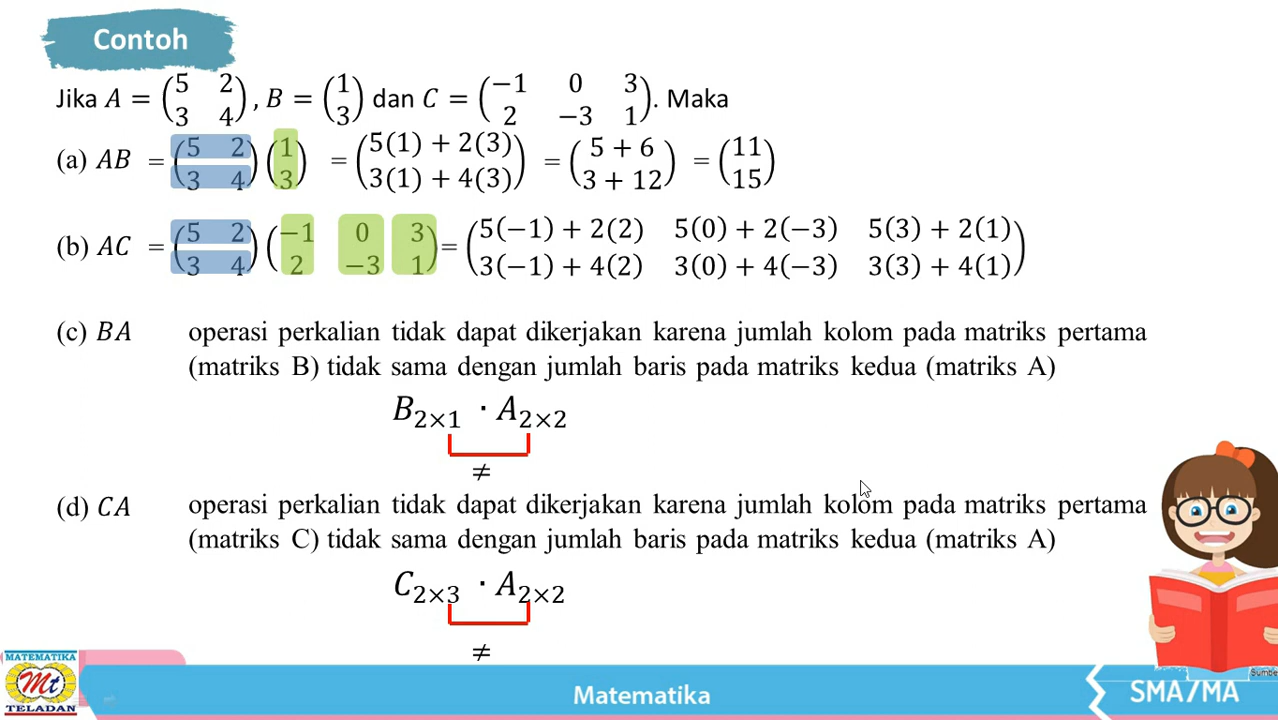 Contoh
Jika A = (5 2 3 4), B = (1 3) dan C = (−1 0 3 2 −3 1). Maka
(a) AB = (5 2 3 4) (1 3) = (5(1) + 2(3) 3(1) + 4(3)) = (5 + 6 3 + 12) = (11 15)
(b) AC = (5 2 3 4) (−1 0 3 2 −3 1) = (5(−1) + 2(2) 5(0) + 2(−3) 5(3) + 2(1) 3(−1) + 4(2) 3(0) + 4(−3) 3(3) + 4(1))
(c) BA operasi perkalian tidak dapat dikerjakan karena jumlah kolom pada matriks pertama
(matriks B) tidak sama dengan jumlah baris pada matriks kedua (matriks A)
B2×1 · A2×2
≠
(d) CA operasi perkalian tidak dapat dikerjakan karena jumlah kolom pada matriks pertama
(matriks C) tidak sama dengan jumlah baris pada matriks kedua (matriks A)
C2×3 · A2×2
≠
MATEMATIKA
Mt
TELADAN
Matematika
SMA/MA
Sumbe